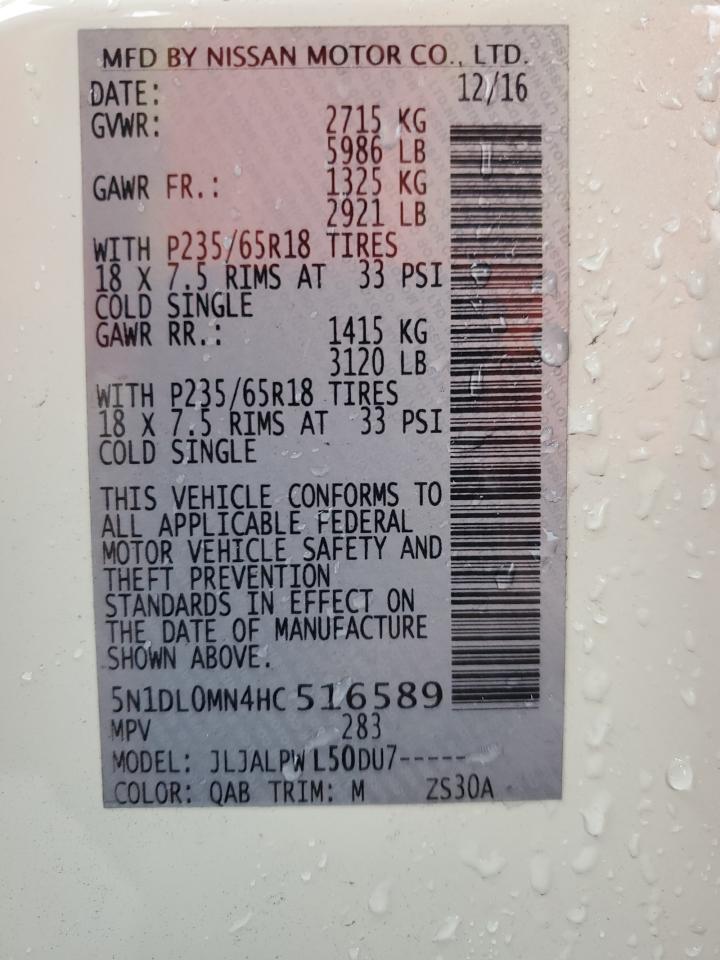 MFD BY NISSAN MOTOR CO., LTD.
DATE: 12/16
GVWR: 2715 KG
5986 LB
GAWR FR.: 1325 KG
2921 LB
WITH P235/65R18 TIRES
18 X 7.5 RIMS AT 33 PSI
COLD SINGLE
GAWR RR.: 1415 KG
3120 LB
WITH P235/65R18 TIRES
18 X 7.5 RIMS AT 33 PSI
COLD SINGLE
THIS VEHICLE CONFORMS TO
ALL APPLICABLE FEDERAL
MOTOR VEHICLE SAFETY AND
THEFT PREVENTION
STANDARDS IN EFFECT ON
THE DATE OF MANUFACTURE
SHOWN ABOVE.
5N1DL0MN4HC516589
MPV 283
MODEL: JLJALPWL50DU7-----
COLOR: QAB TRIM: M ZS30A